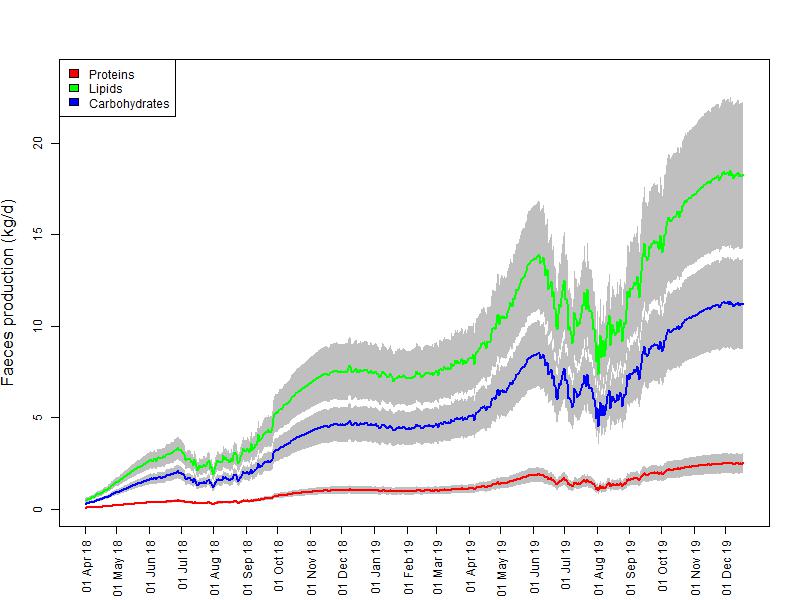 Proteins
Lipids
Carbohydrates
Faeces production (kg/d)
20
15
10
5
0
01 Apr 18
01 May 18
01 Jun 18
01 Jul 18
01 Aug 18
01 Sep 18
01 Oct 18
01 Nov 18
01 Dec 18
01 Jan 19
01 Feb 19
01 Mar 19
01 Apr 19
01 May 19
01 Jun 19
01 Jul 19
01 Aug 19
01 Sep 19
01 Oct 19
01 Nov 19
01 Dec 19